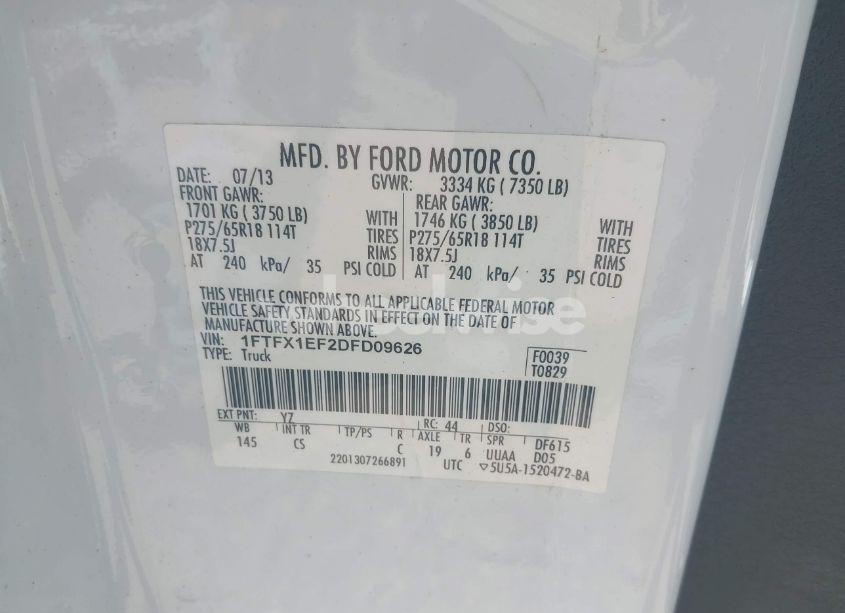 MFD. BY FORD MOTOR CO.
DATE: 07/13 GVWR: 3334 KG ( 7350 LB)
FRONT GAWR: REAR GAWR:
1701 KG ( 3750 LB) WITH 1746 KG ( 3850 LB) WITH
P275/65R18 114T TIRES P275/65R18 114T TIRES
18X7.5J RIMS 18X7.5J RIMS
AT 240 kPa/ 35 PSI COLD AT 240 kPa/ 35 PSI COLD
THIS VEHICLE CONFORMS TO ALL APPLICABLE FEDERAL MOTOR
VEHICLE SAFETY STANDARDS IN EFFECT ON THE DATE OF
MANUFACTURE SHOWN ABOVE.
VIN: 1FTFX1EF2DFD09626 F0039
TYPE: Truck T0829
EXT PNT: YZ RC: 44 DSO:
WB INT TR TP/PS R AXLE TR SPR DF615
145 CS C 19 6 UUAA D05
2201307266891 UTC ▽5U5A-1520472-BA